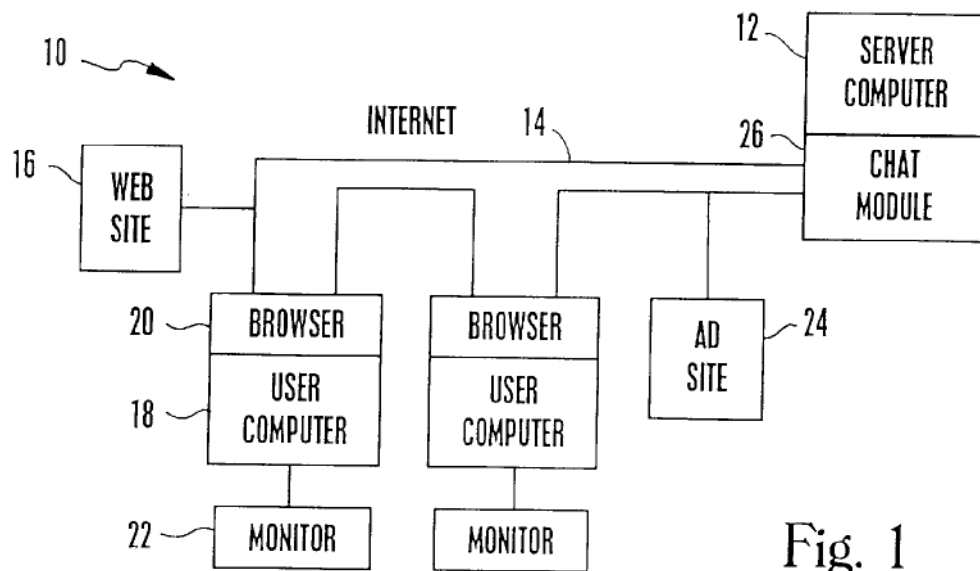 10
12
SERVER
COMPUTER
INTERNET
14
26
16
WEB
SITE
CHAT
MODULE
20
BROWSER
BROWSER
AD
SITE
24
18
USER
COMPUTER
USER
COMPUTER
22
MONITOR
MONITOR
Fig. 1